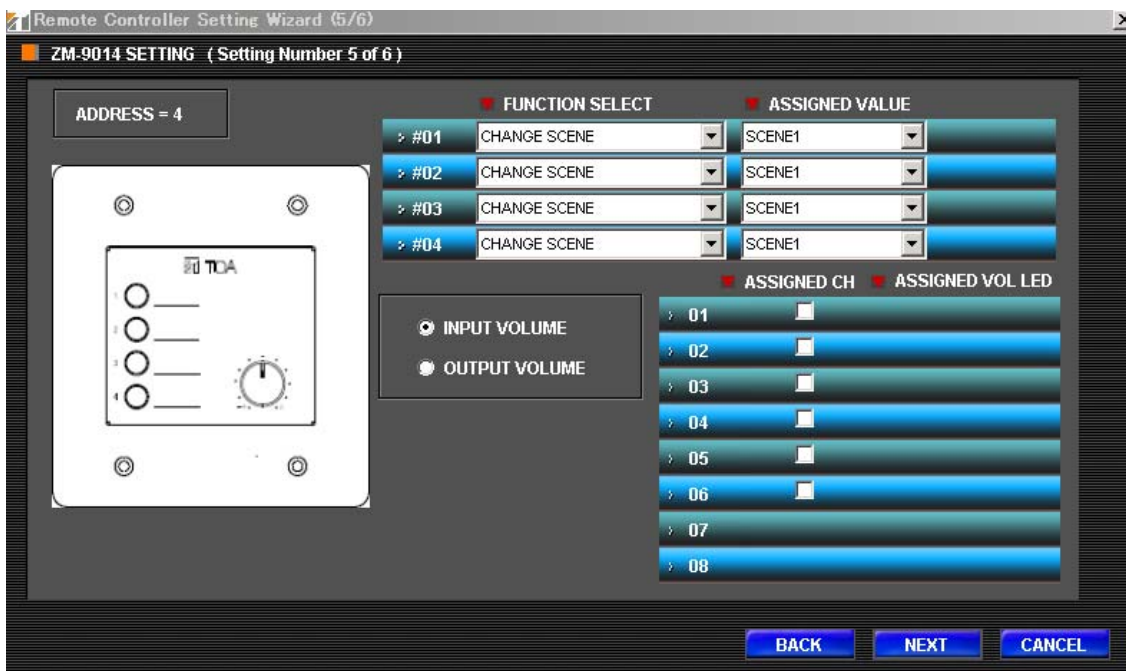 Remote Controller Setting Wizard (5/6)
ZM-9014 SETTING ( Setting Number 5 of 6 )
ADDRESS = 4
FUNCTION SELECT ASSIGNED VALUE
#01 CHANGE SCENE SCENE1
#02 CHANGE SCENE SCENE1
#03 CHANGE SCENE SCENE1
#04 CHANGE SCENE SCENE1
TOA
1
2
3
4
INPUT VOLUME
OUTPUT VOLUME
ASSIGNED CH ASSIGNED VOL LED
01
02
03
04
05
06
07
08
BACK NEXT CANCEL